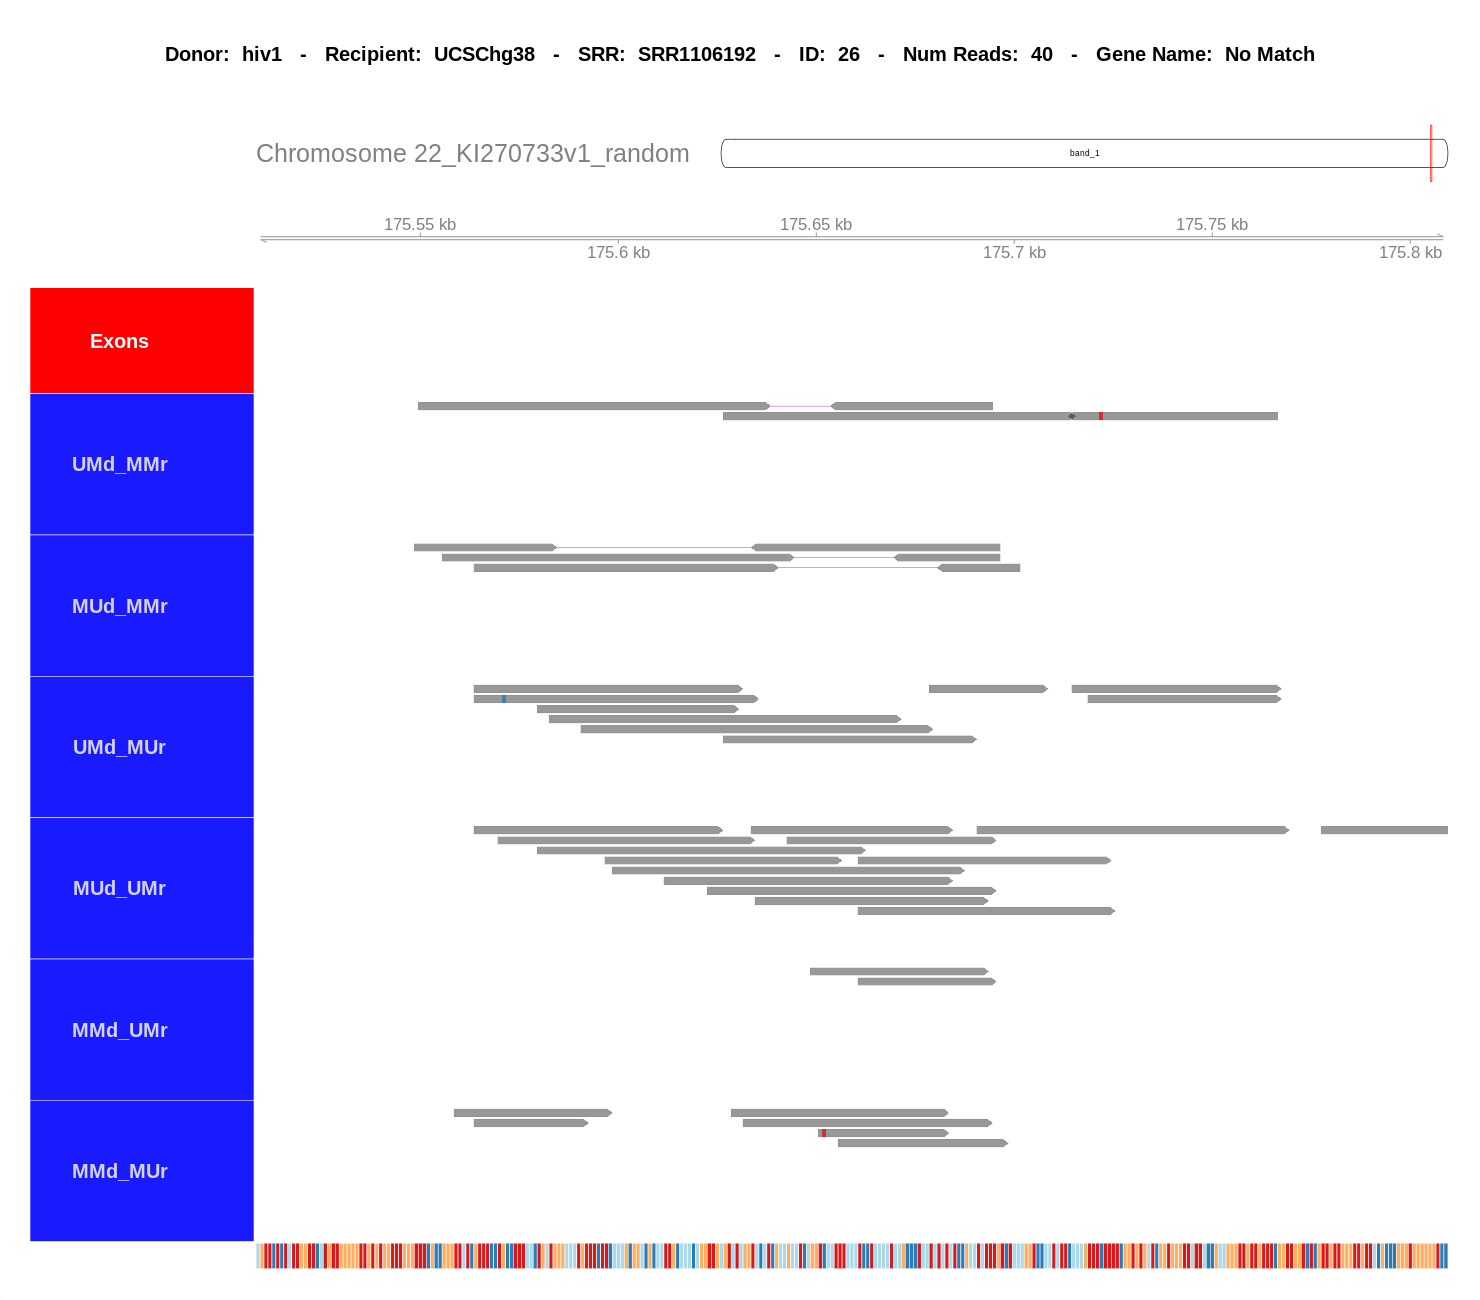 Donor: hiv1 - Recipient: UCSChg38 - SRR: SRR1106192 - ID: 26 - Num Reads: 40 - Gene Name: No Match
Chromosome 22_KI270733v1_random
band_1
175.55 kb 175.65 kb 175.75 kb
175.6 kb 175.7 kb 175.8 kb
Exons
UMd_MMr
MUd_MMr
UMd_MUr
MUd_UMr
MMd_UMr
MMd_MUr